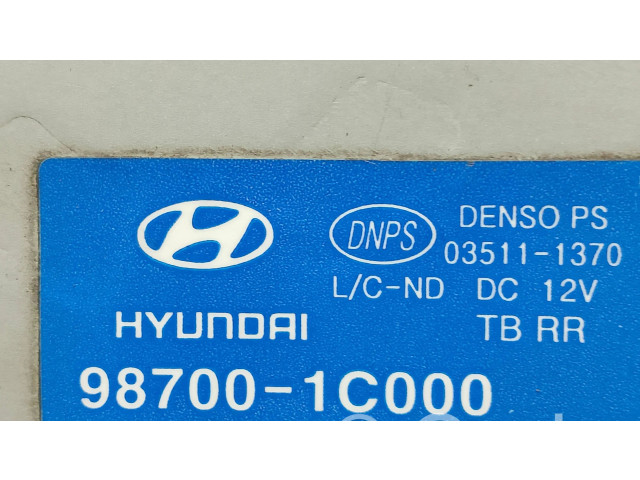 DNPS DENSO PS
03511-1370
L/C-ND DC 12V
HYUNDAI TB RR
98700-1C000